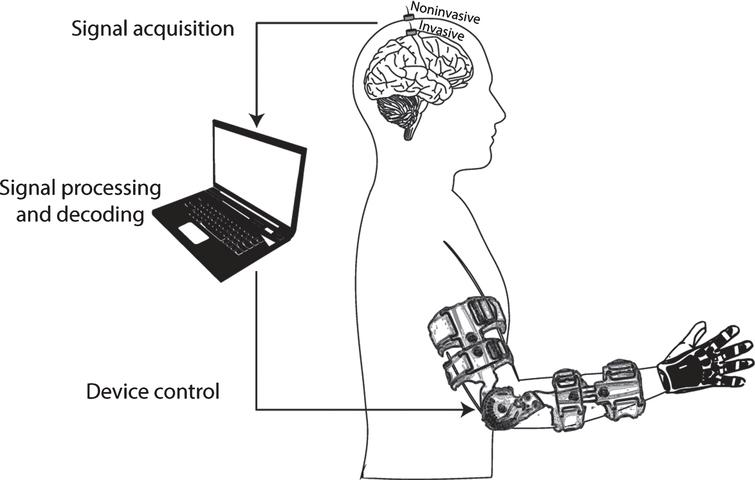 Noninvasive
Invasive
Signal acquisition
Signal processing
and decoding
Device control